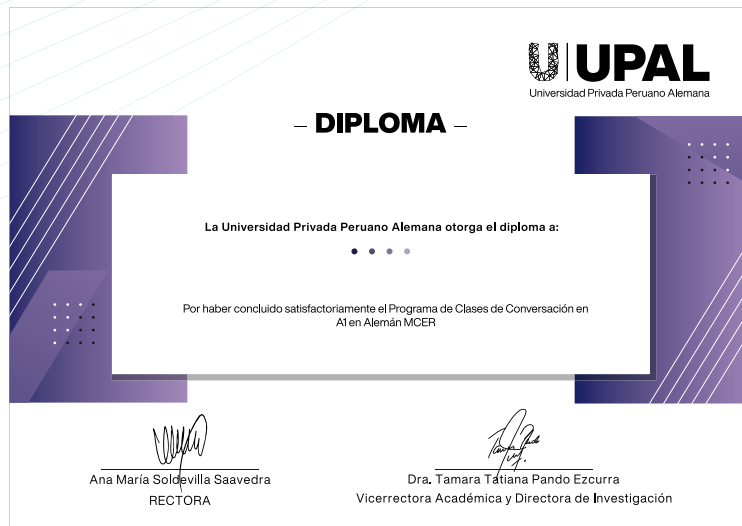 UPAL
Universidad Privada Peruano Alemana
– DIPLOMA –
La Universidad Privada Peruano Alemana otorga el diploma a:
Por haber concluido satisfactoriamente el Programa de Clases de Conversación en
A1 en Alemán MCER
Ana María Soldevilla Saavedra
RECTORA
Dra. Tamara Tatiana Pando Ezcurra
Vicerrectora Académica y Directora de Investigación